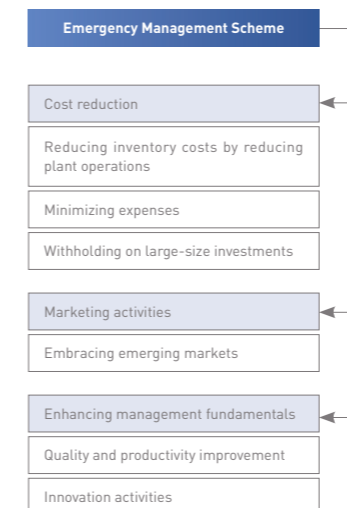 Emergency Management Scheme
Cost reduction
Reducing inventory costs by reducing
plant operations
Minimizing expenses
Withholding on large-size investments
Marketing activities
Embracing emerging markets
Enhancing management fundamentals
Quality and productivity improvement
Innovation activities